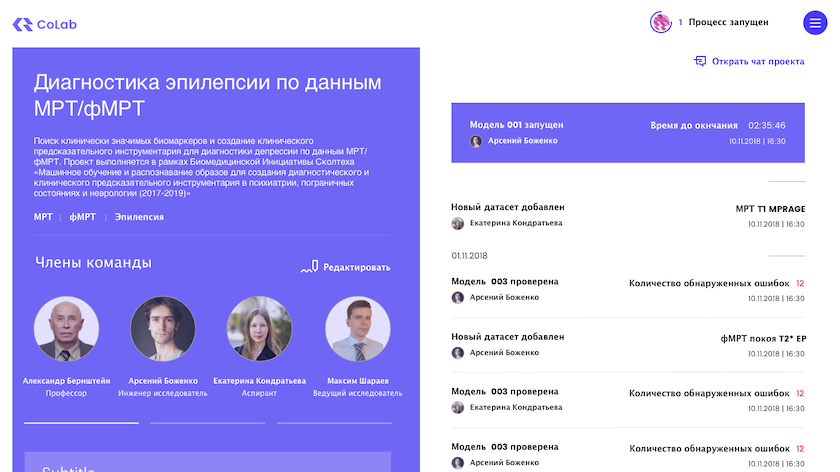 CoLab
1 Процесс запущен
Открать чат проекта
Диагностика эпилепсии по данным
МРТ/фМРТ
Поиск клинически значимых биомаркеров и создание клинического
предсказательного инструментария для диагностики депрессии по данным МРТ/
фМРТ. Проект выполняется в рамках Биомедицинской Инициативы Сколтеха
«Машинное обучение и распознавание образов для создания диагностического и
клинического предсказательного инструментария в психиатрии, пограничных
состояниях и неврологии (2017-2019)»
МРТ | фМРТ | Эпилепсия
Члены команды
Редактировать
Александр Бернштейн
Профессор
Арсений Боженко
Инженер исследователь
Екатерина Кондратьева
Аспирант
Максим Шараев
Ведущий исследователь
Subtitle
Модель 001 запущен
Время до окнчания 02:35:46
Арсений Боженко
10.11.2018 | 16:30
Новый датасет добавлен
МРТ T1 MPRAGE
Екатерина Кондратьева
10.11.2018 | 16:30
01.11.2018
Модель 003 проверена
Количество обнаруженных ошибок 12
Арсений Боженко
10.11.2018 | 16:30
Новый датасет добавлен
фМРТ покоя T2* EP
Арсений Боженко
10.11.2018 | 16:30
Модель 003 проверена
Количество обнаруженных ошибок 12
Екатерина Кондратьева
10.11.2018 | 16:30
Модель 003 проверена
Количество обнаруженных ошибок 12
Арсений Боженко
10.11.2018 | 16:30